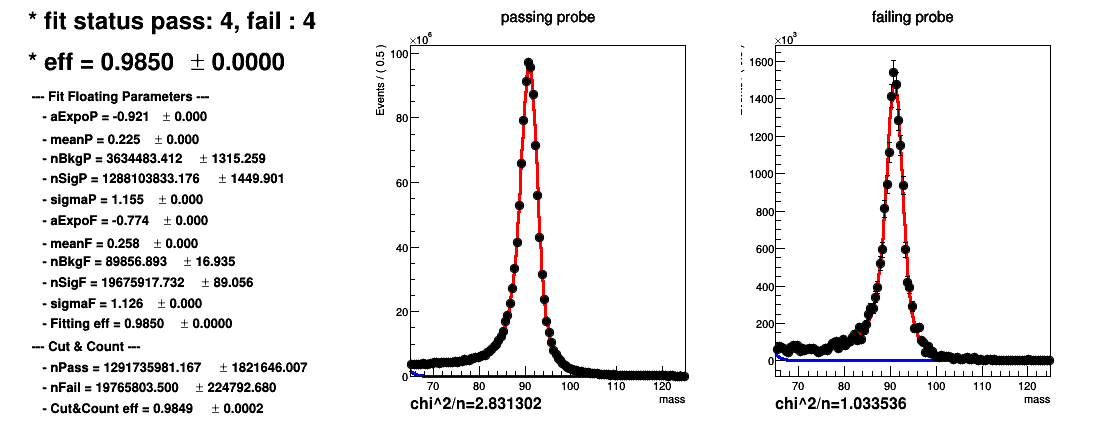 * fit status pass: 4, fail : 4
* eff = 0.9850 ± 0.0000
--- Fit Floating Parameters ---
- aExpoP = -0.921 ± 0.000
- meanP = 0.225 ± 0.000
- nBkgP = 3634483.412 ± 1315.259
- nSigP = 1288103833.176 ± 1449.901
- sigmaP = 1.155 ± 0.000
- aExpoF = -0.774 ± 0.000
- meanF = 0.258 ± 0.000
- nBkgF = 89856.893 ± 16.935
- nSigF = 19675917.732 ± 89.056
- sigmaF = 1.126 ± 0.000
- Fitting eff = 0.9850 ± 0.0000
--- Cut & Count ---
- nPass = 1291735981.167 ± 1821646.007
- nFail = 19765803.500 ± 224792.680
- Cut&Count eff = 0.9849 ± 0.0002
passing probe
×10^6
Events / ( 0.5 )
100
80
60
40
20
0
70 80 90 100 110 120
mass
chi^2/n=2.831302
failing probe
×10^3
1600
1400
1200
1000
800
600
400
200
0
70 80 90 100 110 120
mass
chi^2/n=1.033536